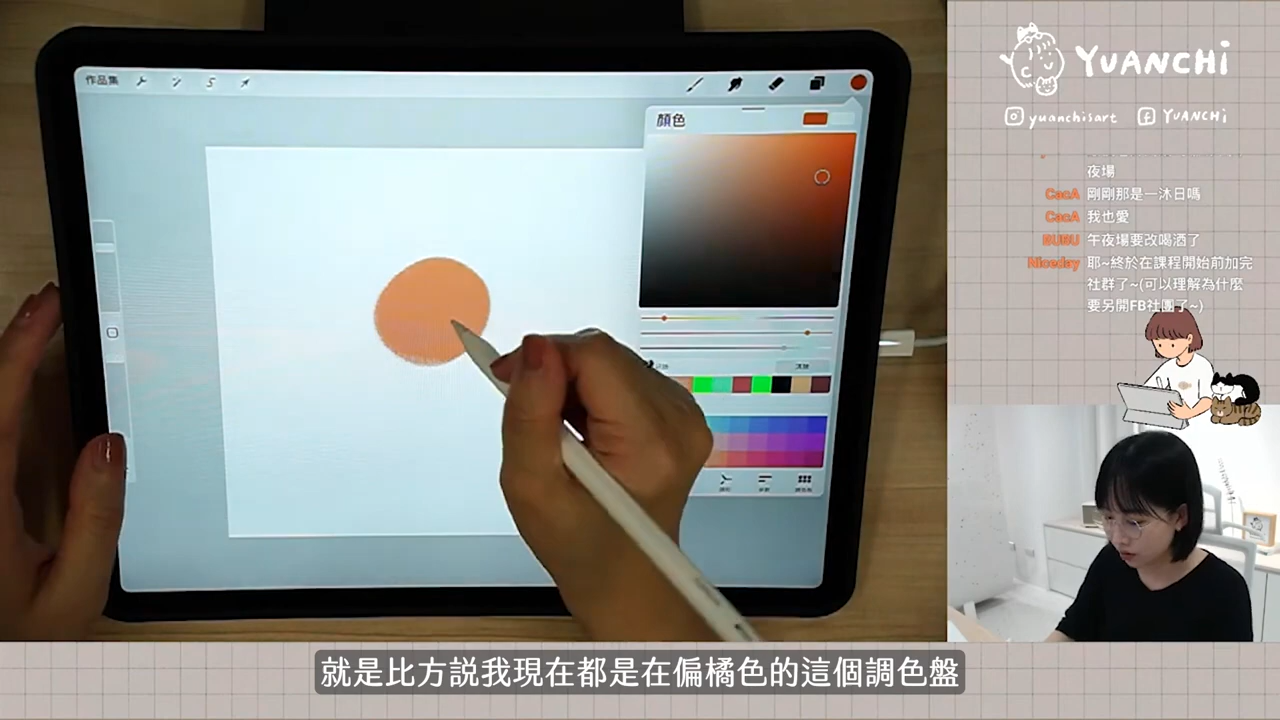 作品集
顏色
YUANCHI
yuanchisart YUANCHi
夜場
CacA 剛剛那是一沐日嗎
CacA 我也愛
BUBU 午夜場要改喝酒了
Niceday 耶~終於在課程開始前加完
社群了~(可以理解為什麼
要另開FB社團了~)
就是比方說我現在都是在偏橘色的這個調色盤